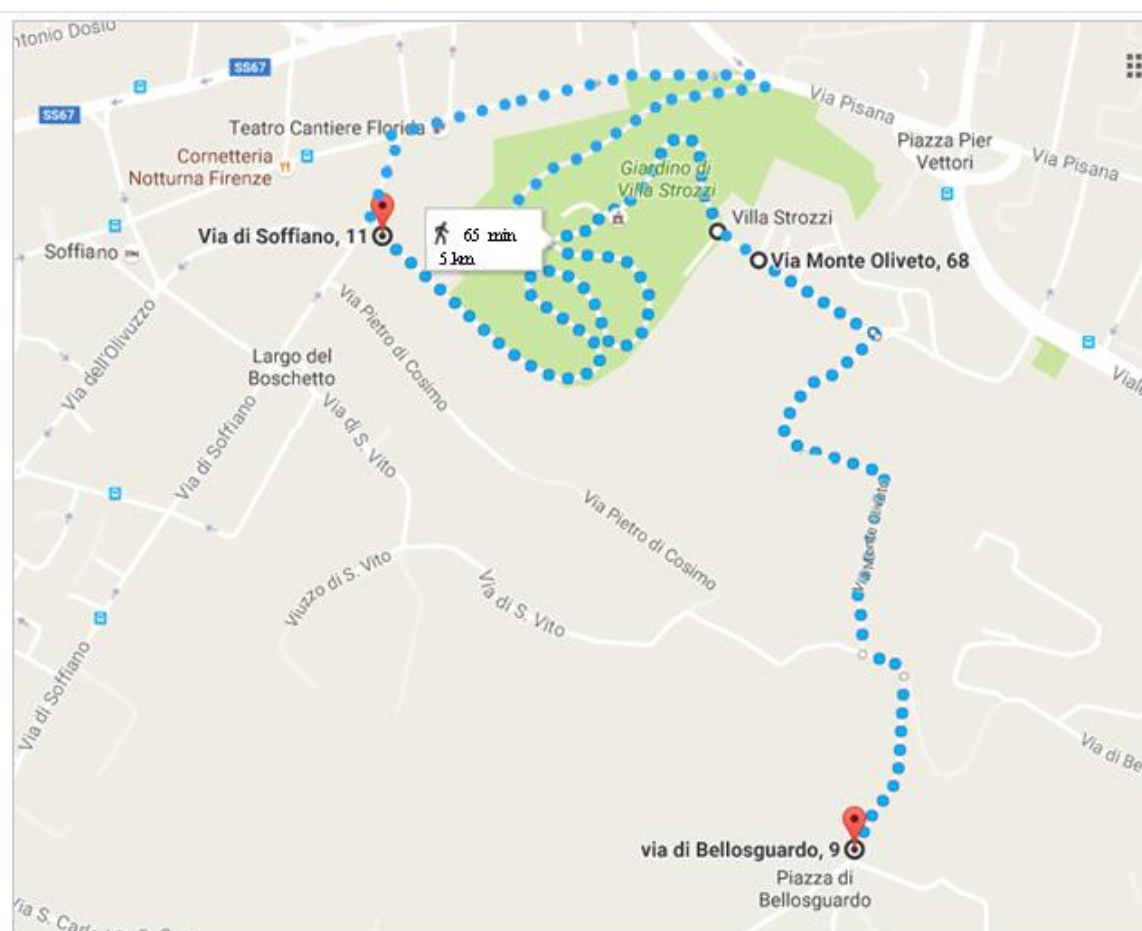 ntonio Dosio
SS67
SS67
Via Pisana
Teatro Cantiere Florida
Piazza Pier
Vettori
Via Pisana
Cornetteria
Notturna Firenze
Giardino di
Villa Strozzi
Villa Strozzi
Via di Soffiano, 11
65 min
5 km
Soffiano
Via Monte Oliveto, 68
Via dell'Olivuzzo
Via Pietro di Cosimo
Largo del
Boschetto
Viale
Via di Soffiano
Via di S. Vito
Via Pietro di Cosimo
Via Monte Oliveto
Viuzzo di S. Vito
Via di S. Vito
Via di Soffiano
Via di Be
via di Bellosguardo, 9
Piazza di
Bellosguardo
Via S. Carlo